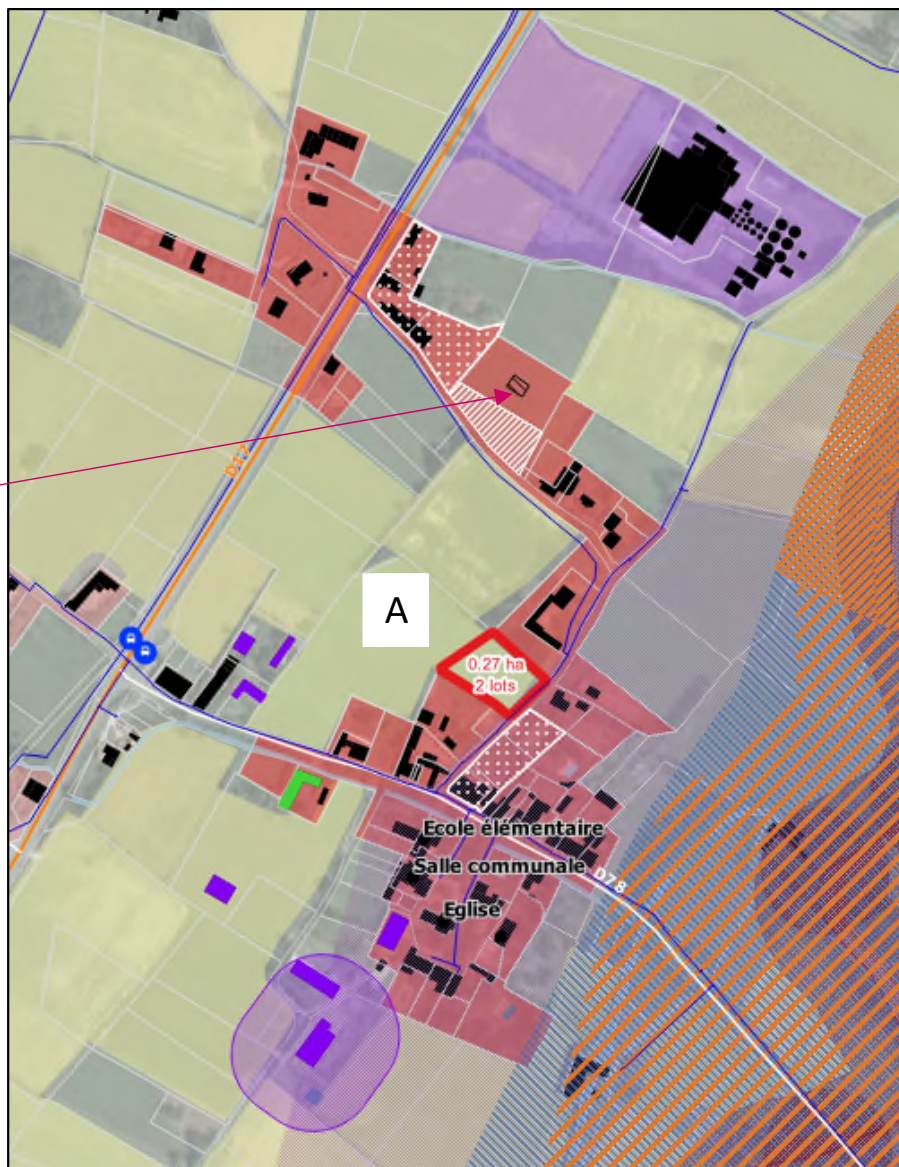 D17
A
0.27 ha
2 lots
Ecole élémentaire
Salle communale
D78
Eglise